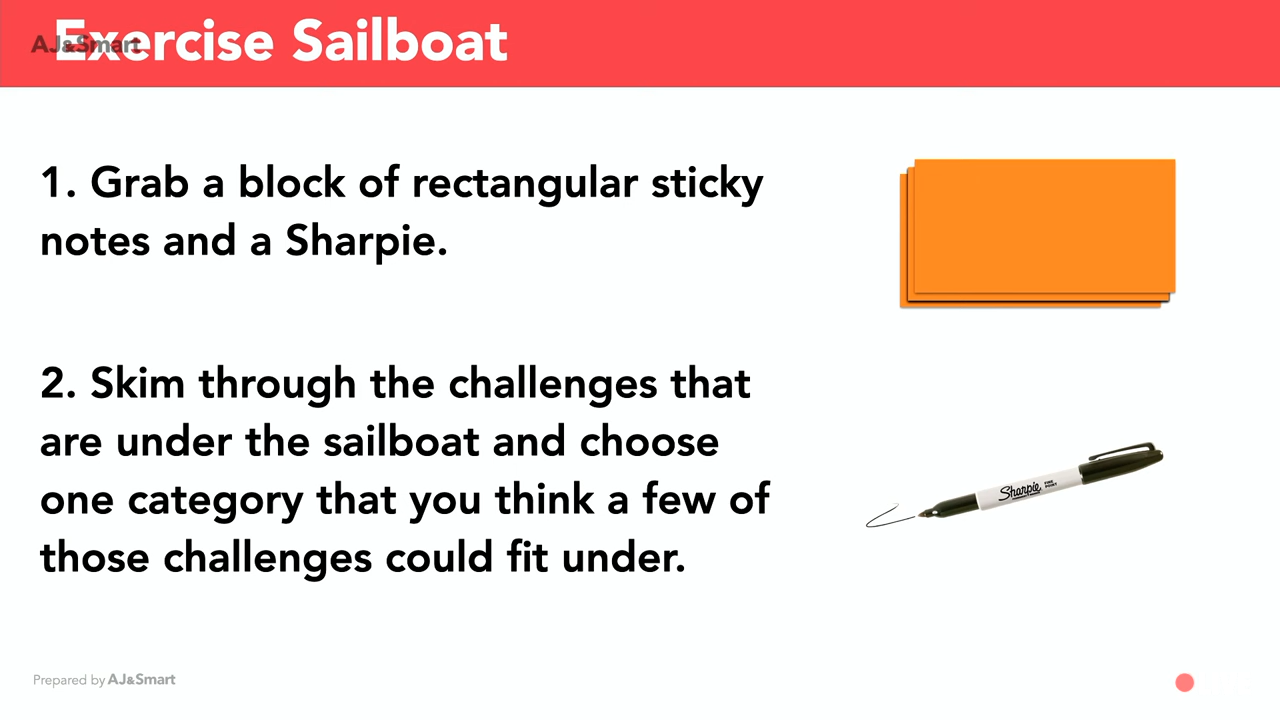 Exercise Sailboat
AJ&Smart
1. Grab a block of rectangular sticky
notes and a Sharpie.
2. Skim through the challenges that
are under the sailboat and choose
one category that you think a few of
those challenges could fit under.
Sharpie FINE
POINT
Prepared by AJ&Smart